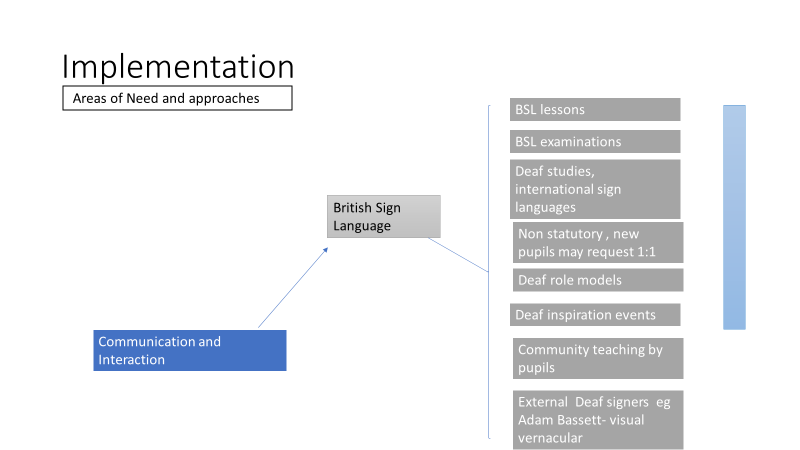 Implementation
Areas of Need and approaches
BSL lessons
BSL examinations
Deaf studies,
international sign
languages
British Sign
Language
Non statutory , new
pupils may request 1:1
Deaf role models
Deaf inspiration events
Communication and
Interaction
Community teaching by
pupils
External Deaf signers eg
Adam Bassett- visual
vernacular